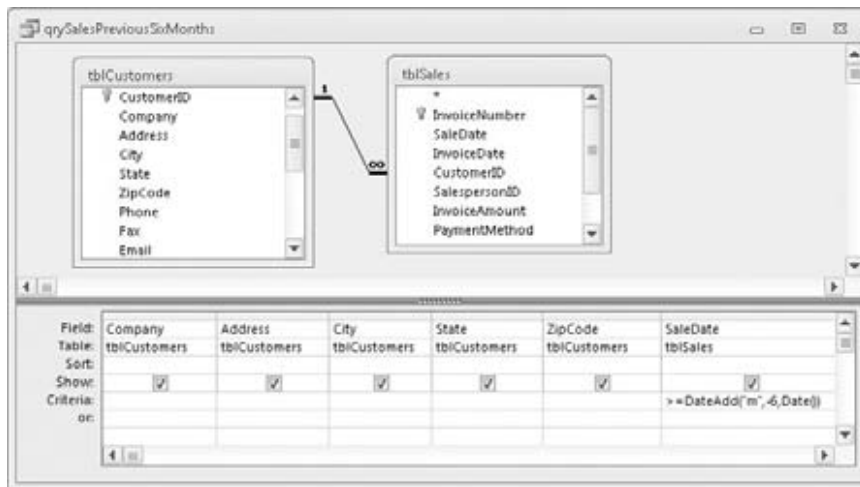 qrySalesPreviousSixMonths
tblCustomers
CustomerID
Company
Address
City
State
ZipCode
Phone
Fax
Email
1
∞
tblSales
*
InvoiceNumber
SaleDate
InvoiceDate
CustomerID
SalespersonID
InvoiceAmount
PaymentMethod
Field: Company Address City State ZipCode SaleDate
Table: tblCustomers tblCustomers tblCustomers tblCustomers tblCustomers tblSales
Sort:
Show:
Criteria: >=DateAdd("m",-6,Date())
or: